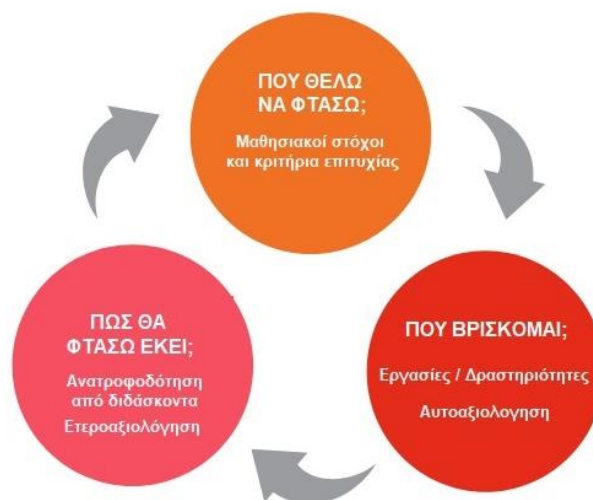 ΠΟΥ ΘΕΛΩ
ΝΑ ΦΤΑΣΩ;
Μαθησιακοί στόχοι
και κριτήρια επιτυχίας
ΠΟΥ ΒΡΙΣΚΟΜΑΙ;
Εργασίες / Δραστηριότητες
Αυτοαξιολογηση
ΠΩΣ ΘΑ
ΦΤΑΣΩ ΕΚΕΙ;
Ανατροφοδότηση
από διδάσκοντα
Ετεροαξιολόγηση